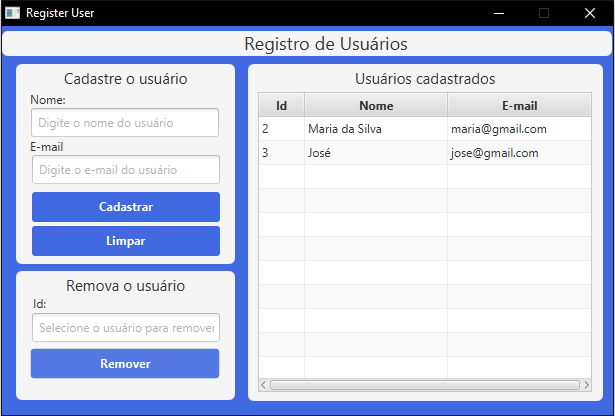 Register User
Registro de Usuários
Cadastre o usuário
Nome:
Digite o nome do usuário
E-mail
Digite o e-mail do usuário
Cadastrar
Limpar
Remova o usuário
Id:
Selecione o usuário para remover
Remover
Usuários cadastrados
Id Nome E-mail
2 Maria da Silva maria@gmail.com
3 José jose@gmail.com